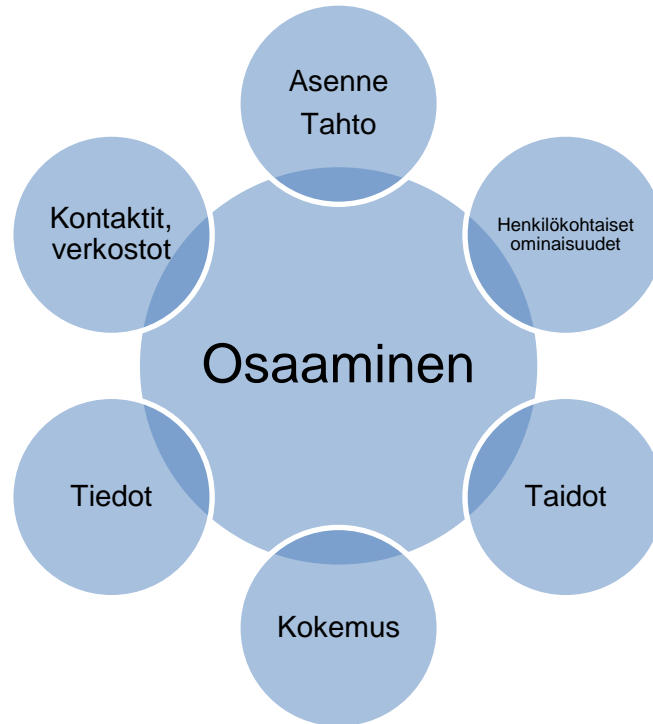 Asenne
Tahto
Kontaktit,
verkostot
Henkilökohtaiset
ominaisuudet
Osaaminen
Tiedot
Taidot
Kokemus